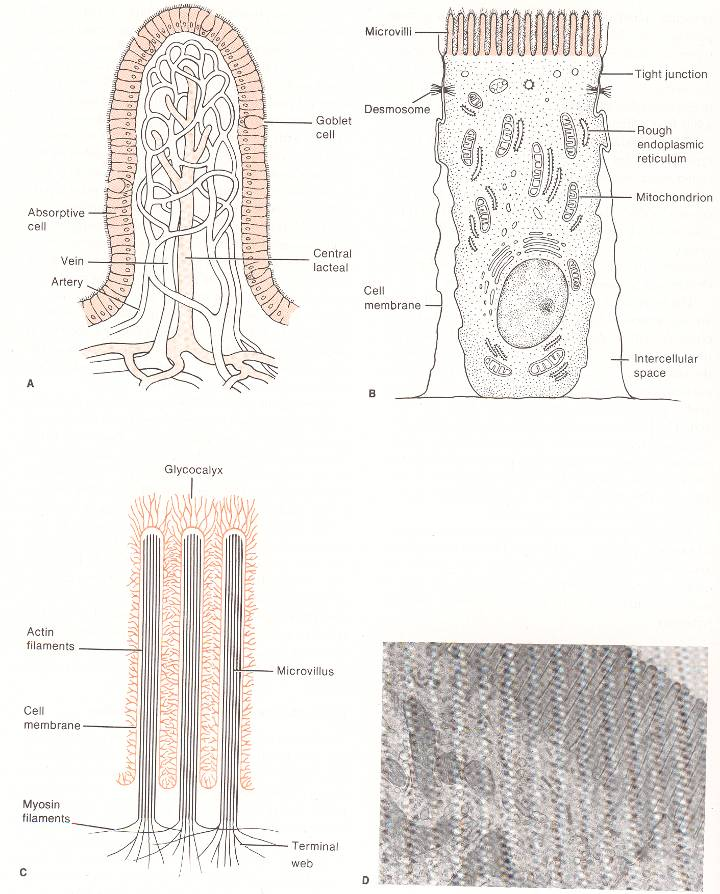 Goblet
cell
Absorptive
cell
Vein
Artery
Central
lacteal
A
Microvilli
Tight junction
Desmosome
Rough
endoplasmic
reticulum
Mitochondrion
Cell
membrane
Intercellular
space
B
Glycocalyx
Actin
filaments
Microvillus
Cell
membrane
Myosin
filaments
Terminal
web
C
D